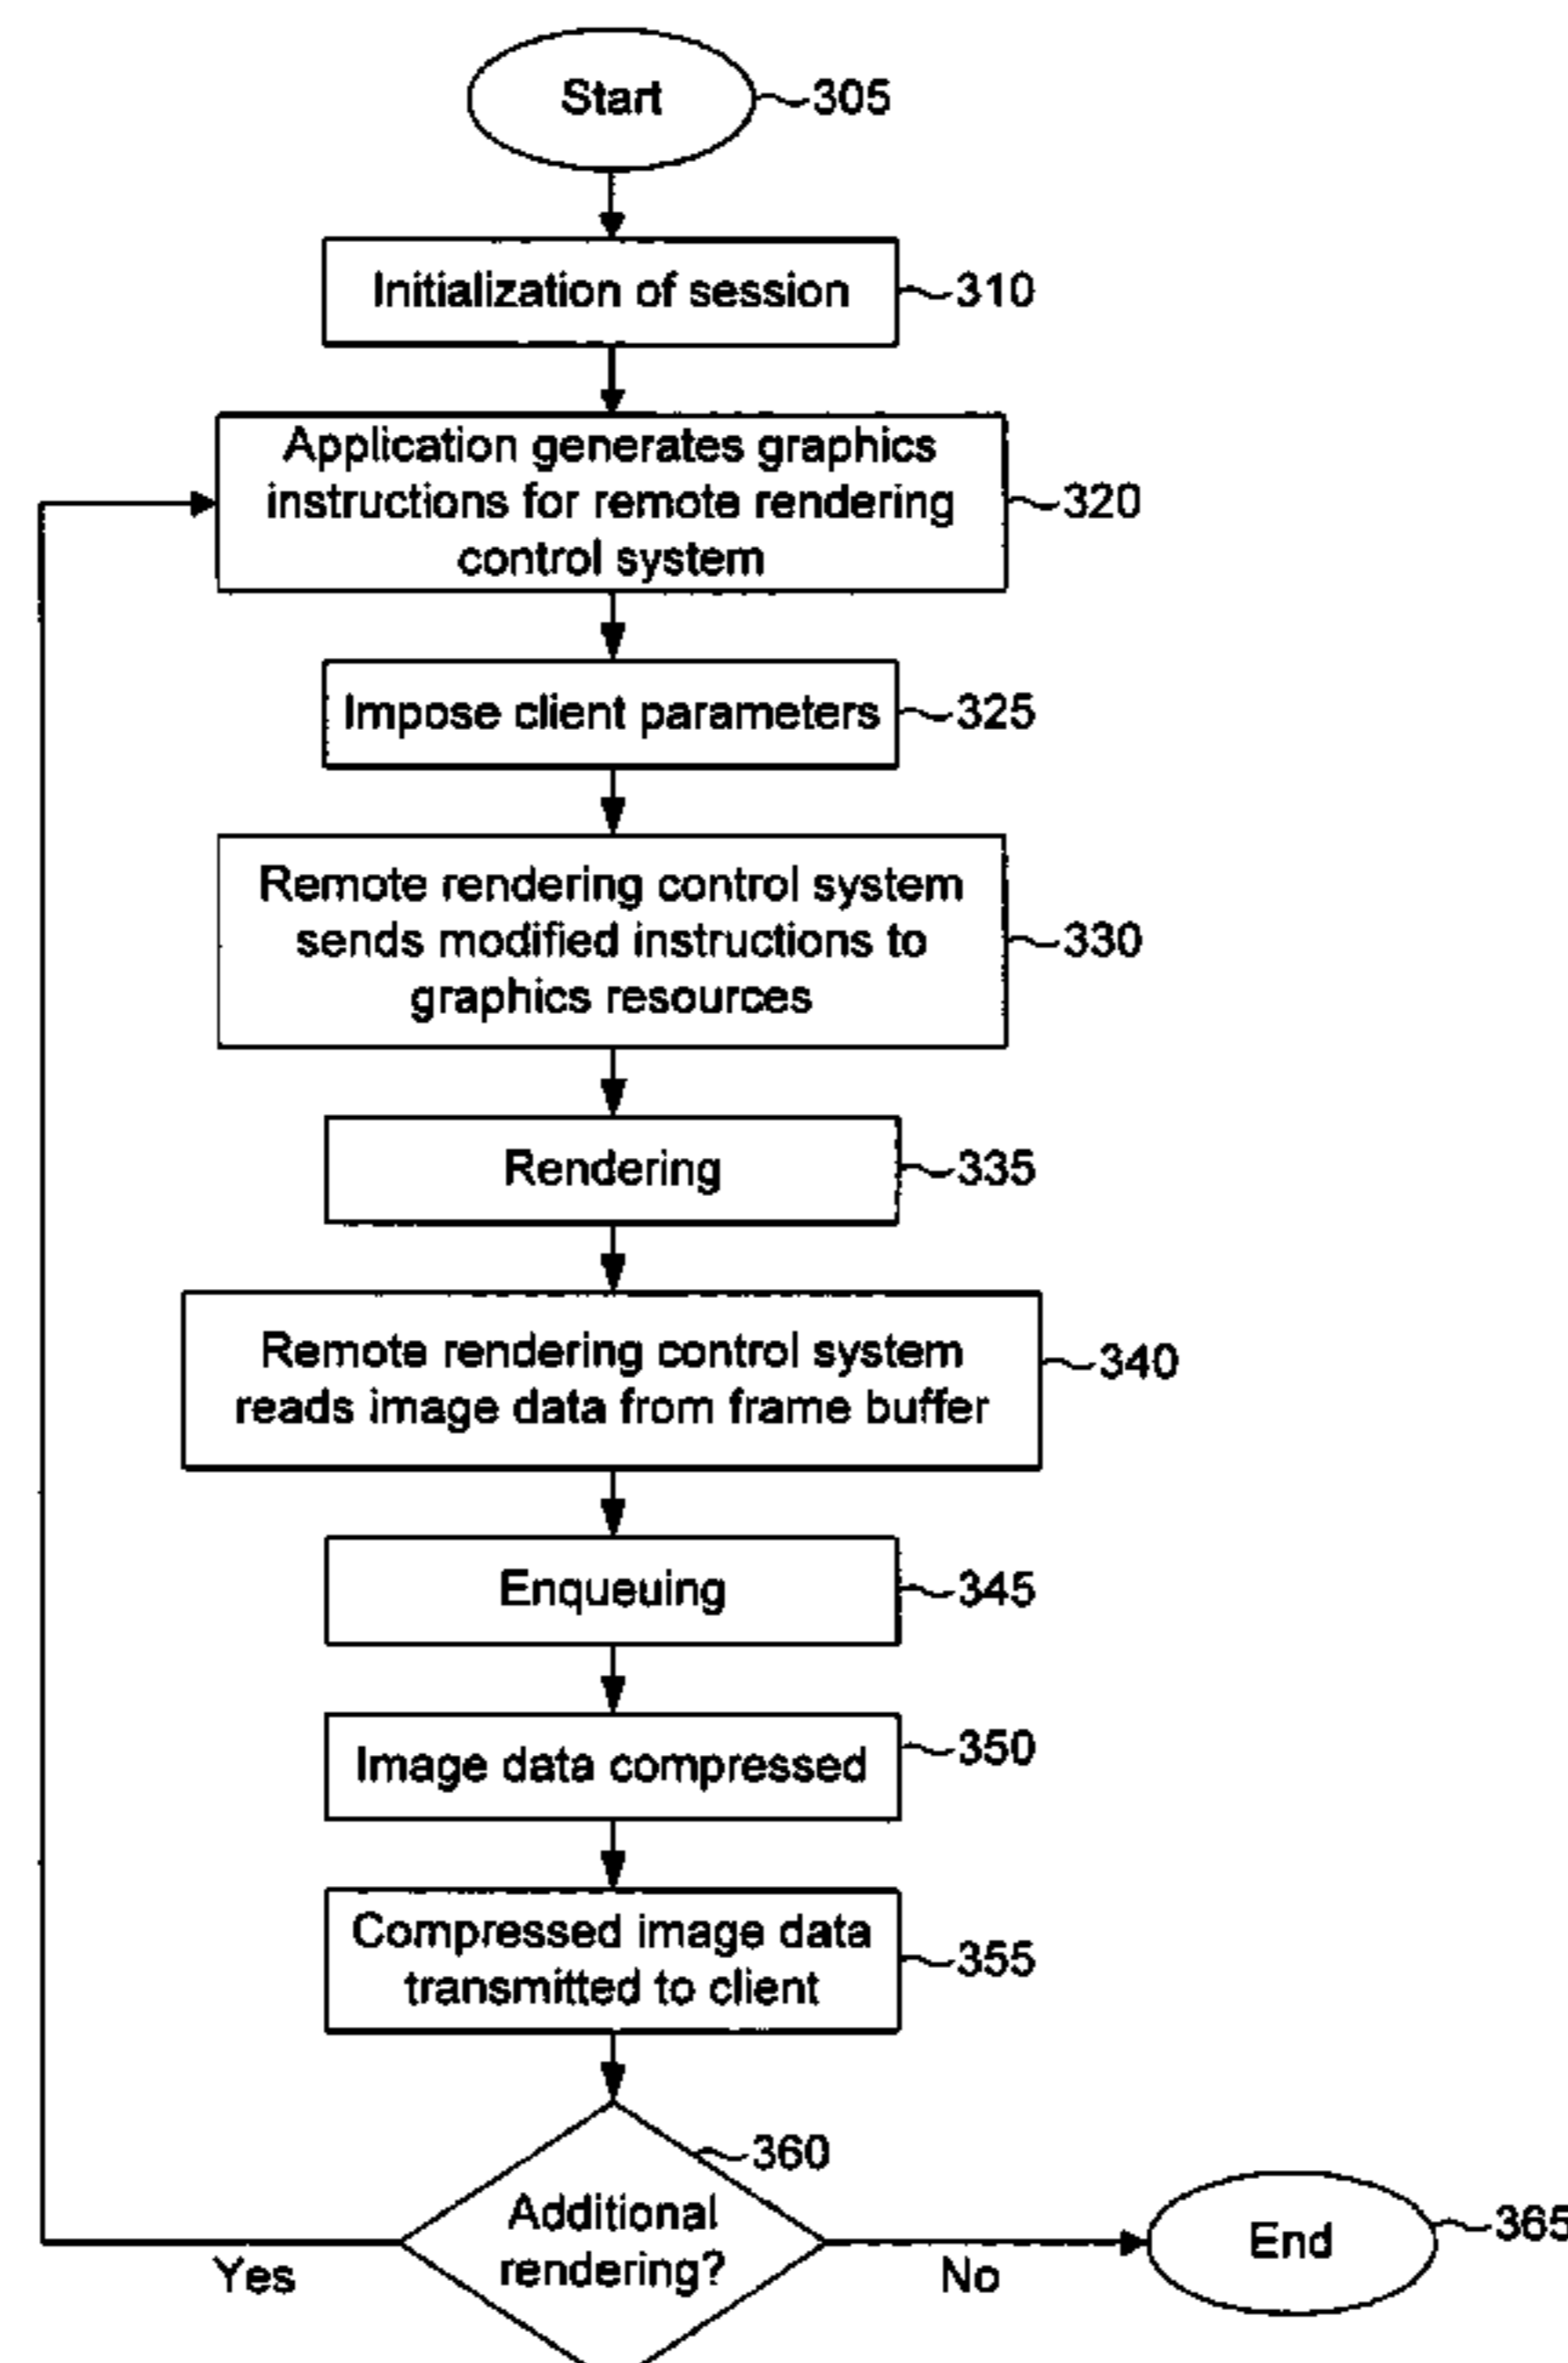 Start
305
Initialization of session
310
Application generates graphics
instructions for remote rendering
control system
320
Impose client parameters
325
Remote rendering control system
sends modified instructions to
graphics resources
330
Rendering
335
Remote rendering control system
reads image data from frame buffer
340
Enqueuing
345
Image data compressed
350
Compressed image data
transmitted to client
355
360
Additional
rendering?
Yes
No
End
365